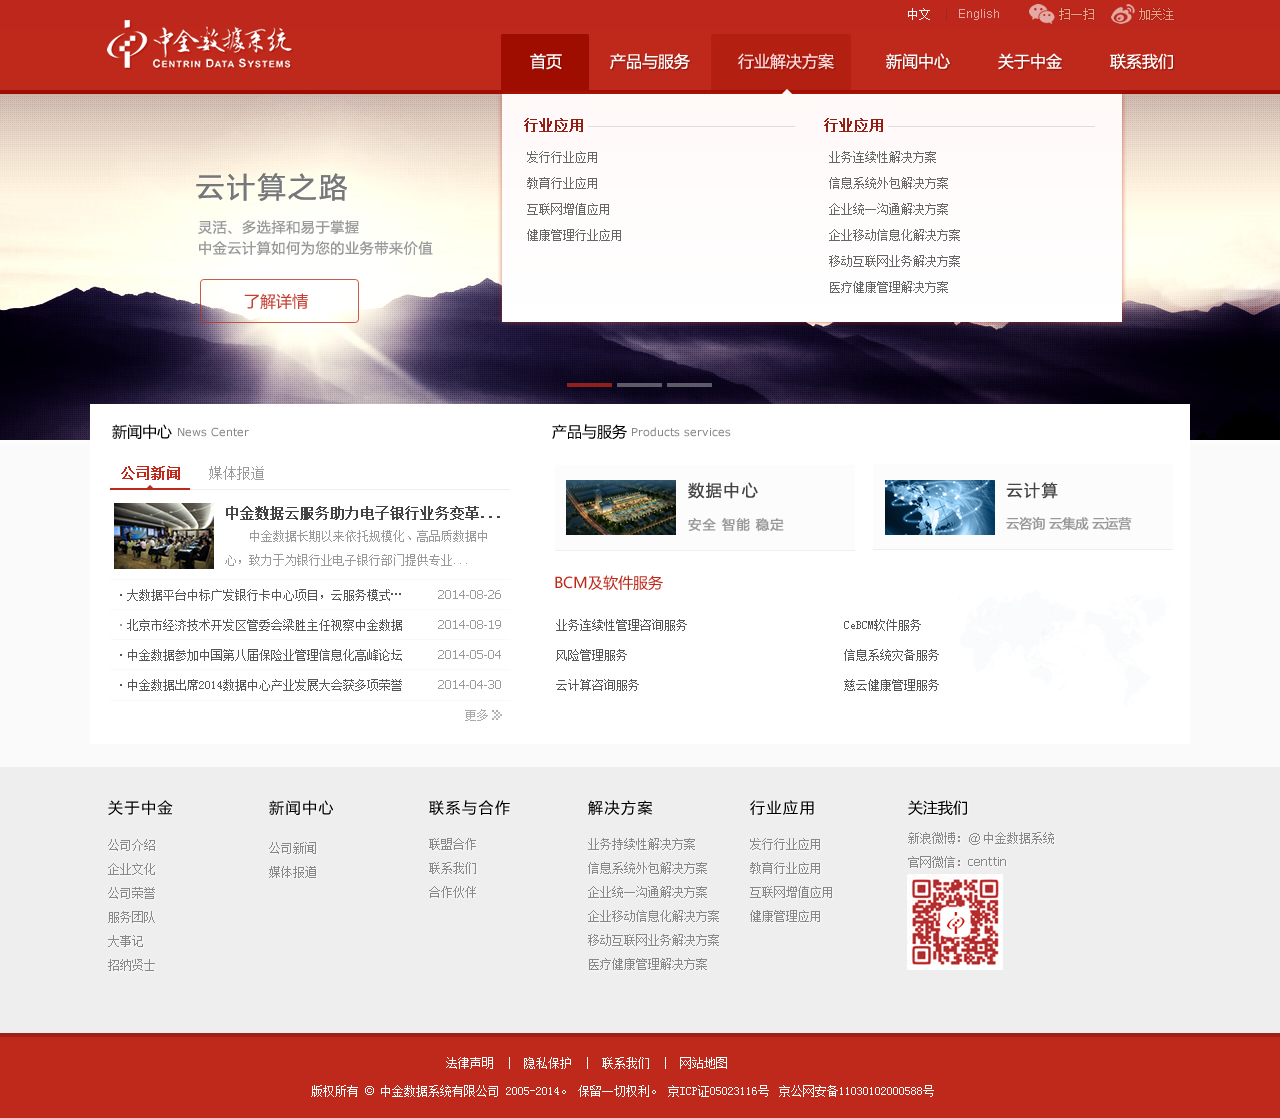 中文 | English 扫一扫 加关注
中金数据系统
CENTRIN DATA SYSTEMS
首页 产品与服务 行业解决方案 新闻中心 关于中金 联系我们
行业应用 行业应用
发行行业应用 业务连续性解决方案
教育行业应用 信息系统外包解决方案
互联网增值应用 企业统一沟通解决方案
健康管理行业应用 企业移动信息化解决方案
移动互联网业务解决方案
医疗健康管理解决方案
云计算之路
灵活、多选择和易于掌握
中金云计算如何为您的业务带来价值
了解详情
新闻中心 News Center
公司新闻 媒体报道
中金数据云服务助力电子银行业务变革...
中金数据长期以来依托规模化、高品质数据中
心，致力于为银行业电子银行部门提供专业...
·大数据平台中标广发银行卡中心项目，云服务模式… 2014-08-26
·北京市经济技术开发区管委会梁胜主任视察中金数据 2014-08-19
·中金数据参加中国第八届保险业管理信息化高峰论坛 2014-05-04
·中金数据出席2014数据中心产业发展大会获多项荣誉 2014-04-30
更多
产品与服务 Products services
数据中心
安全 智能 稳定
云计算
云咨询 云集成 云运营
BCM及软件服务
业务连续性管理咨询服务 CeBCM软件服务
风险管理服务 信息系统灾备服务
云计算咨询服务 慈云健康管理服务
关于中金
公司介绍
企业文化
公司荣誉
服务团队
大事记
招纳贤士
新闻中心
公司新闻
媒体报道
联系与合作
联盟合作
联系我们
合作伙伴
解决方案
业务持续性解决方案
信息系统外包解决方案
企业统一沟通解决方案
企业移动信息化解决方案
移动互联网业务解决方案
医疗健康管理解决方案
行业应用
发行行业应用
教育行业应用
互联网增值应用
健康管理应用
关注我们
新浪微博：@中金数据系统
官网微信：centtin
法律声明 | 隐私保护 | 联系我们 | 网站地图
版权所有 © 中金数据系统有限公司 2005-2014。 保留一切权利。 京ICP证05023116号 京公网安备11030102000588号